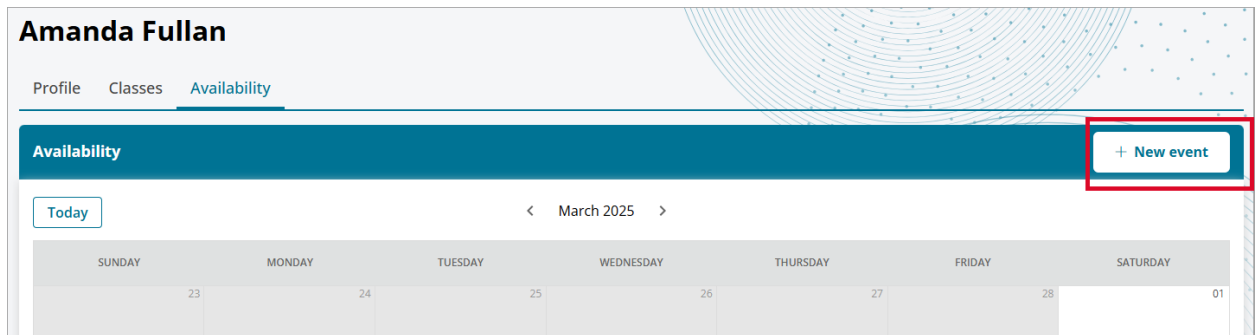 Amanda Fullan
Profile Classes Availability
Availability
+ New event
Today < March 2025 >
SUNDAY MONDAY TUESDAY WEDNESDAY THURSDAY FRIDAY SATURDAY
23 24 25 26 27 28 01